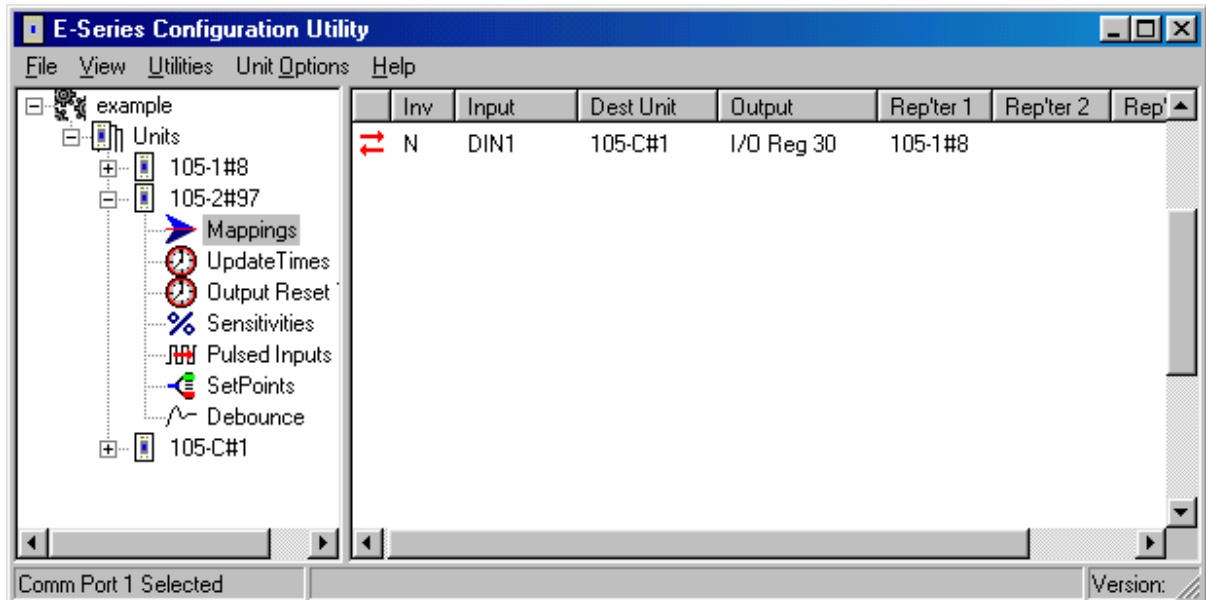 E-Series Configuration Utility
File View Utilities Unit Options Help
example
Units
105-1#8
105-2#97
Mappings
UpdateTimes
Output Reset
Sensitivities
Pulsed Inputs
SetPoints
Debounce
105-C#1
Inv Input Dest Unit Output Rep'ter 1 Rep'ter 2 Rep'
N DIN1 105-C#1 I/O Reg 30 105-1#8
Comm Port 1 Selected
Version: